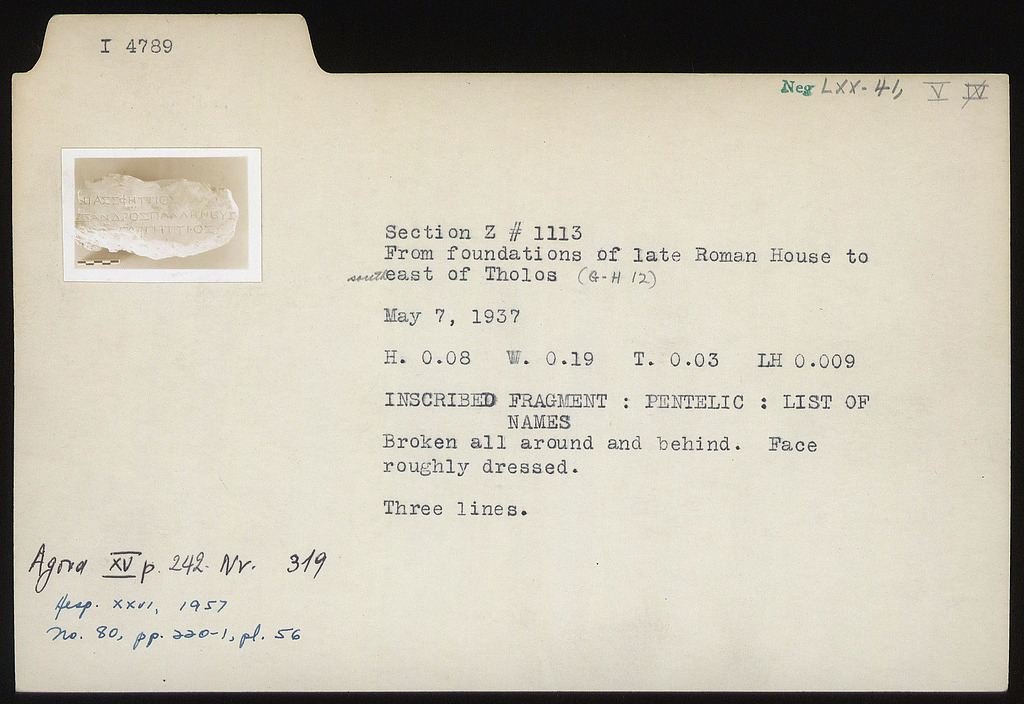 I 4789
Neg LXX-41, V IV
ΙΑΣΣΦΗΤΤΙΟΣ
ΣΑΝΔΡΟΣΠΑΛΛΗΝΕΥΣ
Section Z # 1113
From foundations of late Roman House to
southeast of Tholos (G-H 12)
May 7, 1937
H. 0.08 W. 0.19 T. 0.03 LH 0.009
INSCRIBED FRAGMENT : PENTELIC : LIST OF
NAMES
Broken all around and behind. Face
roughly dressed.
Three lines.
Agora XV p. 242. Nr. 319
Hesp. XXVI, 1957
No. 80, pp. 220-1, pl. 56